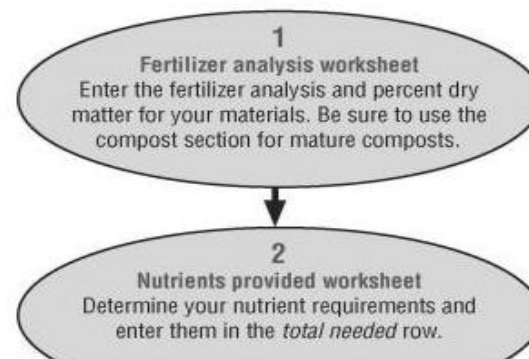 1
Fertilizer analysis worksheet
Enter the fertilizer analysis and percent dry
matter for your materials. Be sure to use the
compost section for mature composts.
2
Nutrients provided worksheet
Determine your nutrient requirements and
enter them in the total needed row.